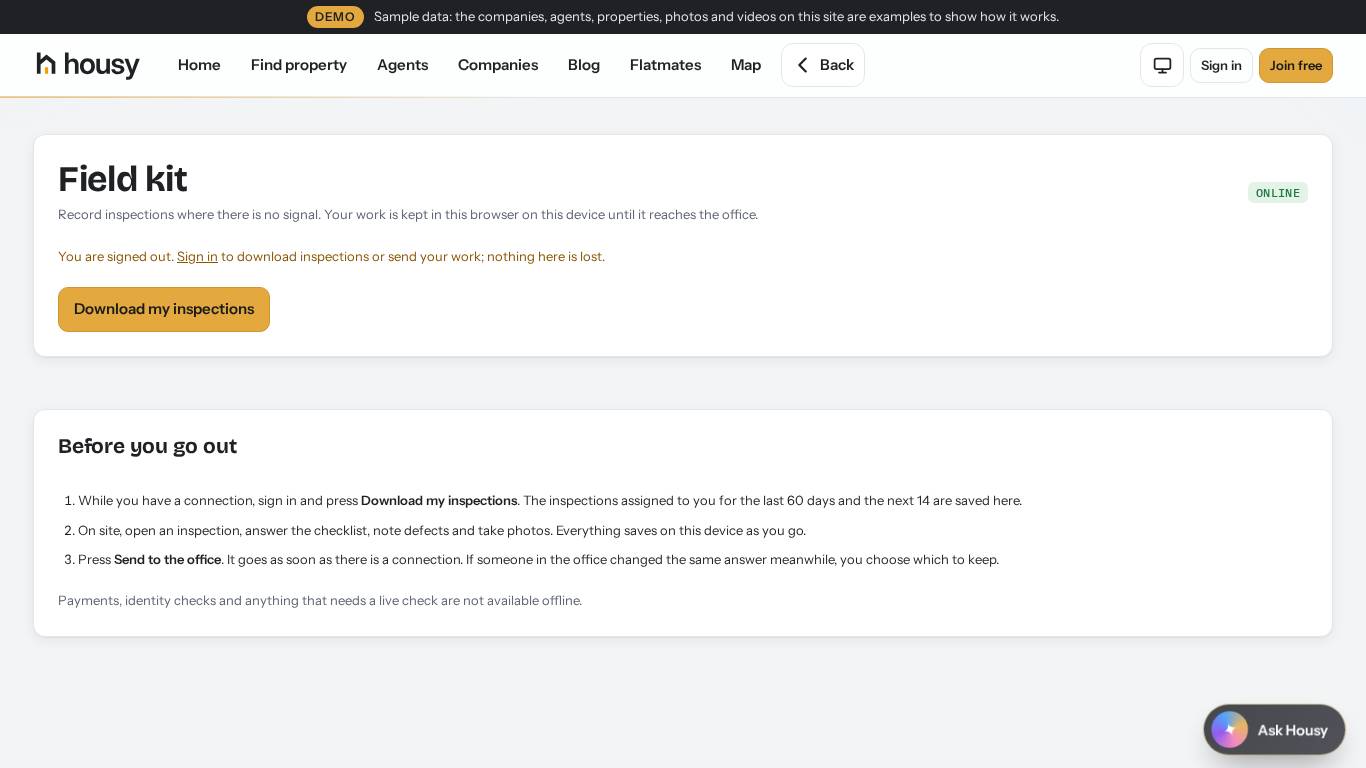 DEMO Sample data: the companies, agents, properties, photos and videos on this site are examples to show how it works.
housy Home Find property Agents Companies Blog Flatmates Map Back Sign in Join free
Field kit
ONLINE
Record inspections where there is no signal. Your work is kept in this browser on this device until it reaches the office.
You are signed out. Sign in to download inspections or send your work; nothing here is lost.
Download my inspections
Before you go out
1. While you have a connection, sign in and press Download my inspections. The inspections assigned to you for the last 60 days and the next 14 are saved here.
2. On site, open an inspection, answer the checklist, note defects and take photos. Everything saves on this device as you go.
3. Press Send to the office. It goes as soon as there is a connection. If someone in the office changed the same answer meanwhile, you choose which to keep.
Payments, identity checks and anything that needs a live check are not available offline.
Ask Housy